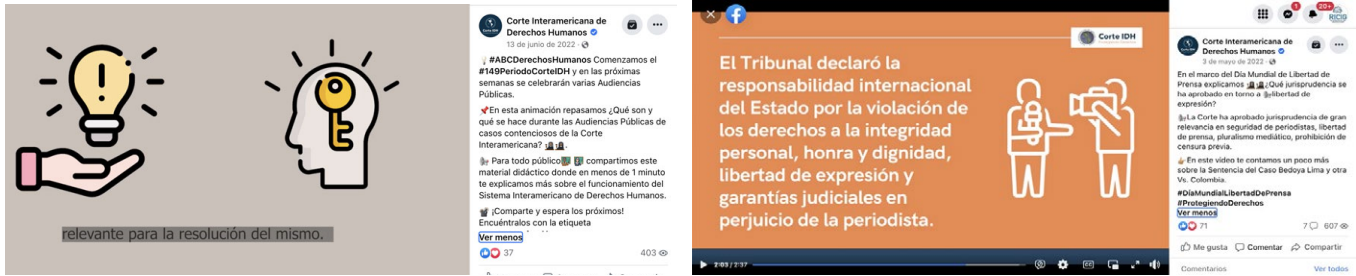 relevante para la resolución del mismo.
Corte Interamericana de
Derechos Humanos
13 de junio de 2022 ·
#ABCDerechosHumanos Comenzamos el
#149PeriodoCorteIDH y en las próximas
semanas se celebrarán varias Audiencias
Públicas.
En esta animación repasamos ¿Qué son y
qué se hace durante las Audiencias Públicas de
casos contenciosos de la Corte
Interamericana?
Para todo público compartimos este
material didáctico donde en menos de 1 minuto
te explicamos más sobre el funcionamiento del
Sistema Interamericano de Derechos Humanos.
¡Comparte y espera los próximos!
Encuéntralos con la etiqueta
Ver menos
37
403
Corte IDH
El Tribunal declaró la
responsabilidad internacional
del Estado por la violación de
los derechos a la integridad
personal, honra y dignidad,
libertad de expresión y
garantías judiciales en
perjuicio de la periodista.
2:03 / 2:37
1
20+
RICIG
Corte Interamericana de
Derechos Humanos
3 de mayo de 2022 ·
En el marco del Día Mundial de Libertad de
Prensa explicamos ¿Qué jurisprudencia se
ha aprobado en torno a libertad de
expresión?
La Corte ha aprobado jurisprudencia de gran
relevancia en seguridad de periodistas, libertad
de prensa, pluralismo mediático, prohibición de
censura previa.
En este video te contamos un poco más
sobre la Sentencia del Caso Bedoya Lima y otra
Vs. Colombia.
#DíaMundialLibertadDePrensa
#ProtegiendoDerechos
Ver menos
71
7
607
Me gusta
Comentar
Compartir
Comentarios
Ver todos